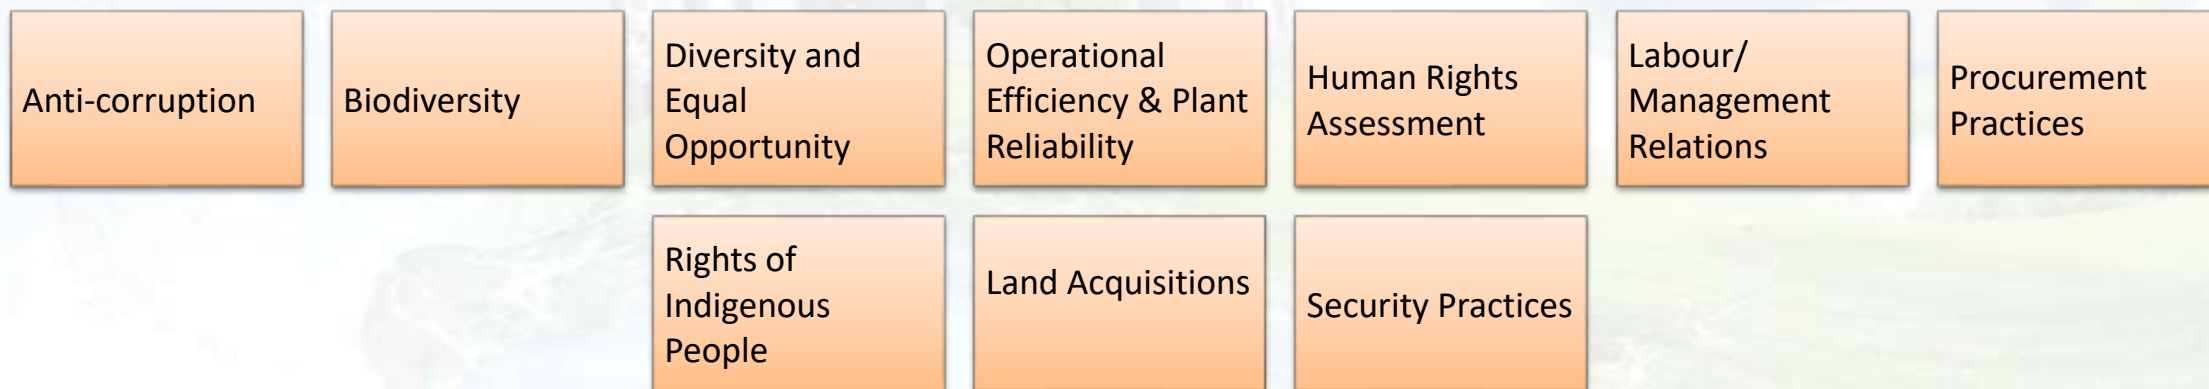 Anti-corruption
Biodiversity
Diversity and
Equal
Opportunity
Operational
Efficiency & Plant
Reliability
Human Rights
Assessment
Labour/
Management
Relations
Procurement
Practices
Rights of
Indigenous
People
Land Acquisitions
Security Practices